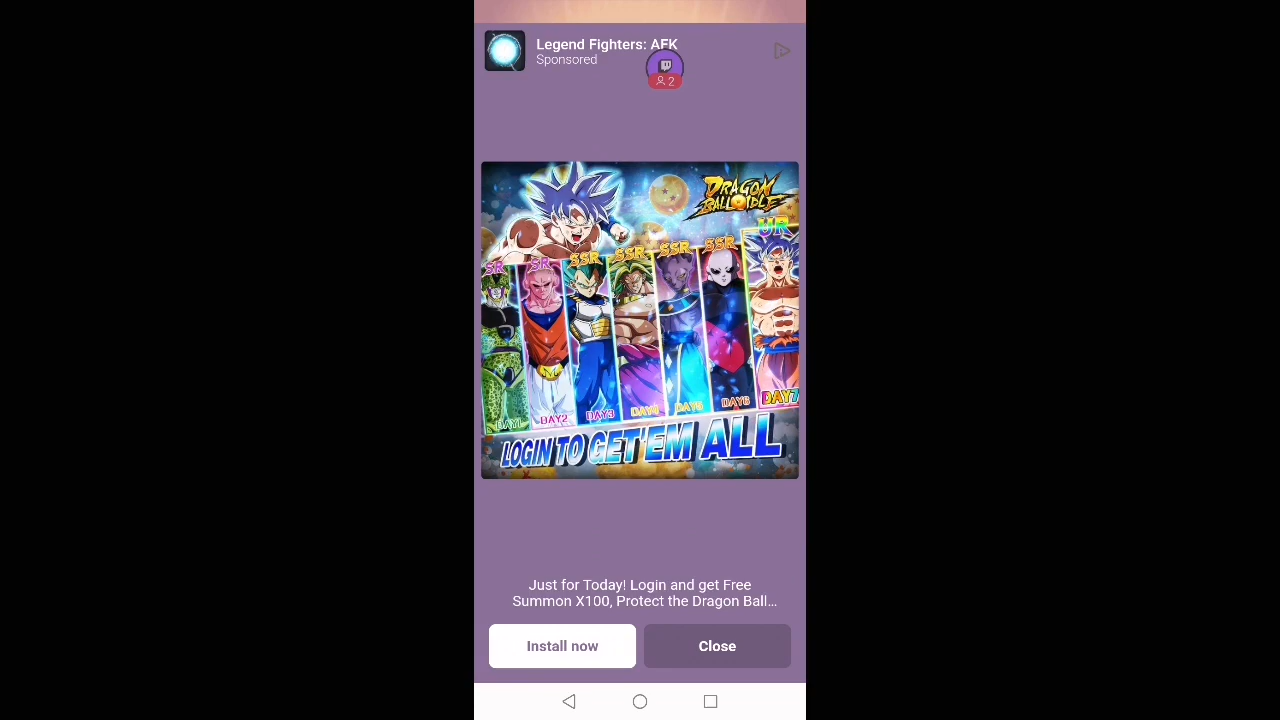 Legend Fighters: AFK
Sponsored
2
DRAGON
BALL IDLE
UR
SR SR SSR SSR SSR SSR
DAY1 DAY2 DAY3 DAY4 DAY5 DAY6 DAY7
LOGIN TO GET'EM ALL
Just for Today! Login and get Free
Summon X100, Protect the Dragon Ball...
Install now
Close